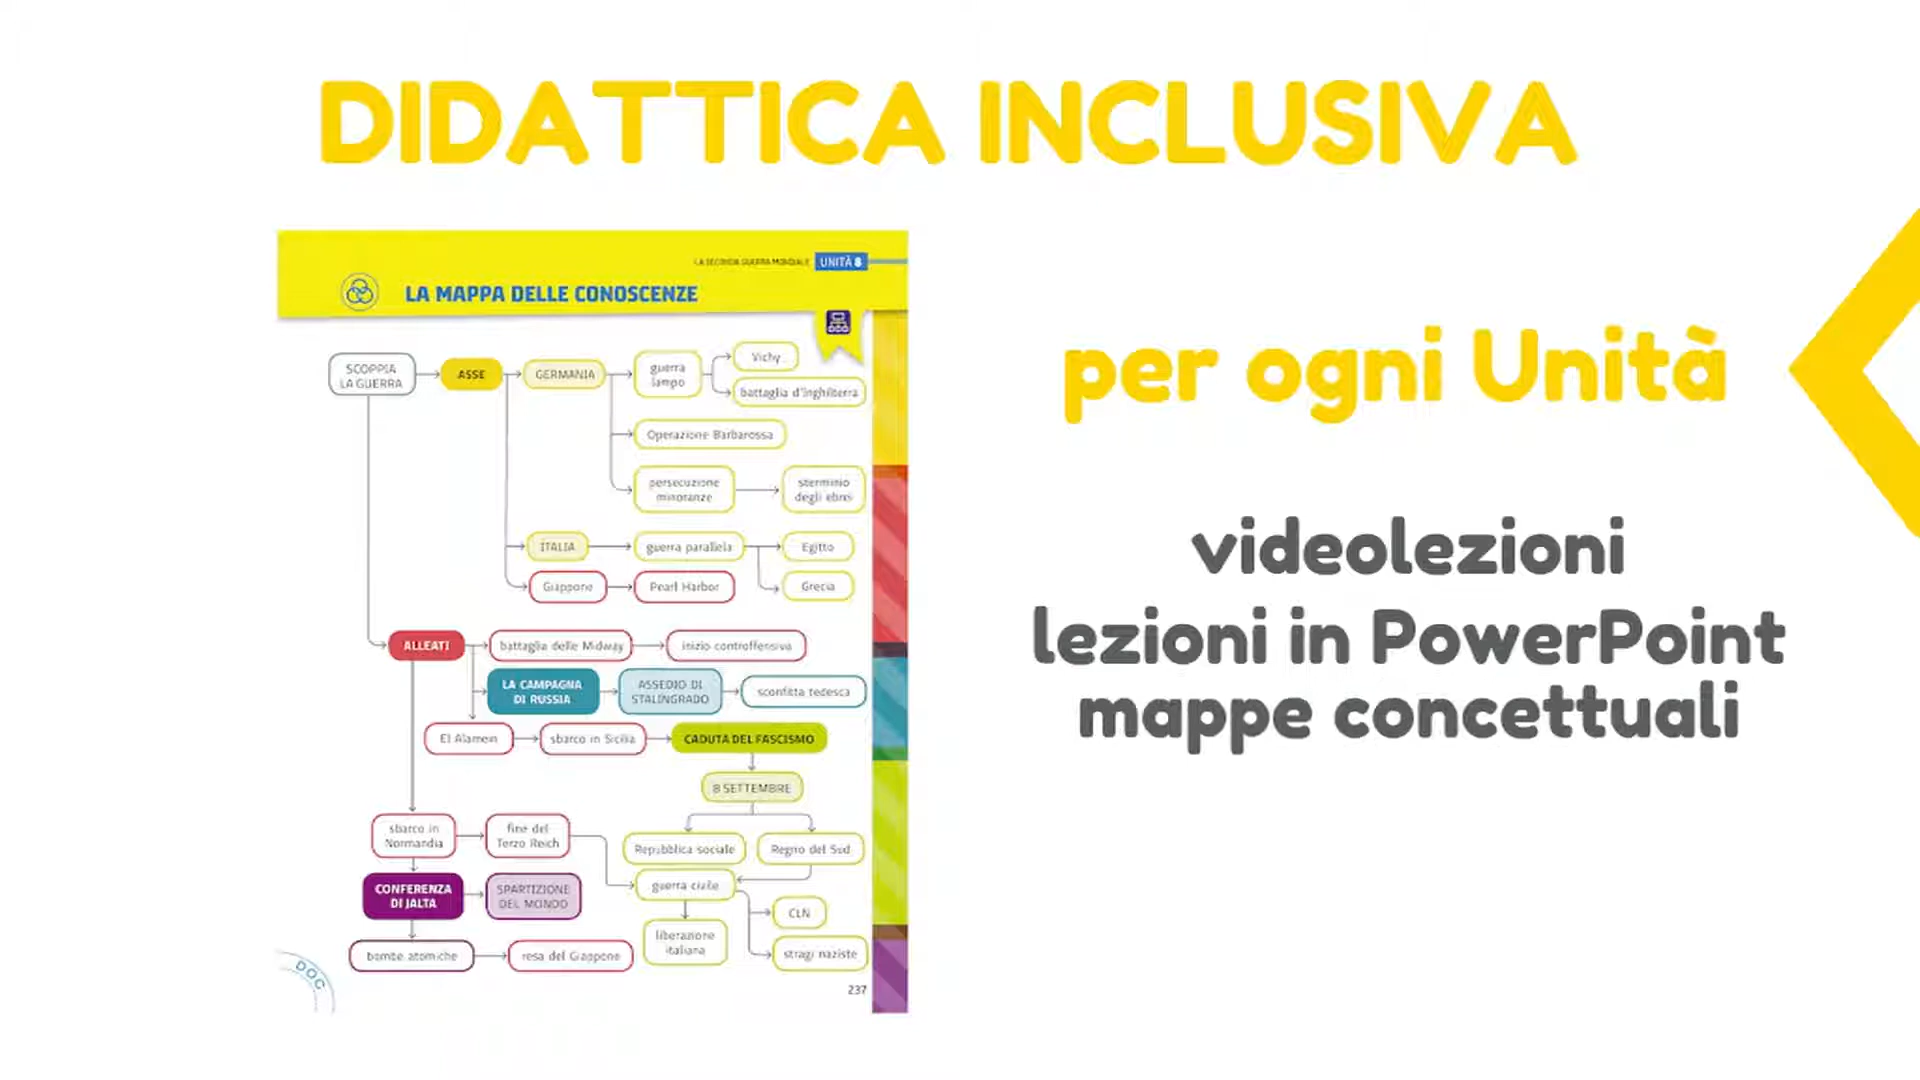 DIDATTICA INCLUSIVA
LA SECONDA GUERRA MONDIALE UNITÀ 8
LA MAPPA DELLE CONOSCENZE
SCOPPIA
LA GUERRA
ASSE
GERMANIA
guerra
lampo
Vichy
battaglia d'Inghilterra
Operazione Barbarossa
persecuzione
minoranze
sterminio
degli ebrei
ITALIA
guerra parallela
Egitto
Grecia
Giappone
Pearl Harbor
ALLEATI
battaglia delle Midway
inizio controffensiva
LA CAMPAGNA
DI RUSSIA
ASSEDIO DI
STALINGRADO
sconfitta tedesca
El Alamein
sbarco in Sicilia
CADUTA DEL FASCISMO
8 SETTEMBRE
sbarco in
Normandia
fine del
Terzo Reich
Repubblica sociale
Regno del Sud
guerra civile
CONFERENZA
DI JALTA
SPARTIZIONE
DEL MONDO
CLN
liberazione
italiana
stragi naziste
bombe atomiche
resa del Giappone
DOC
237
per ogni Unità
videolezioni
lezioni in PowerPoint
mappe concettuali